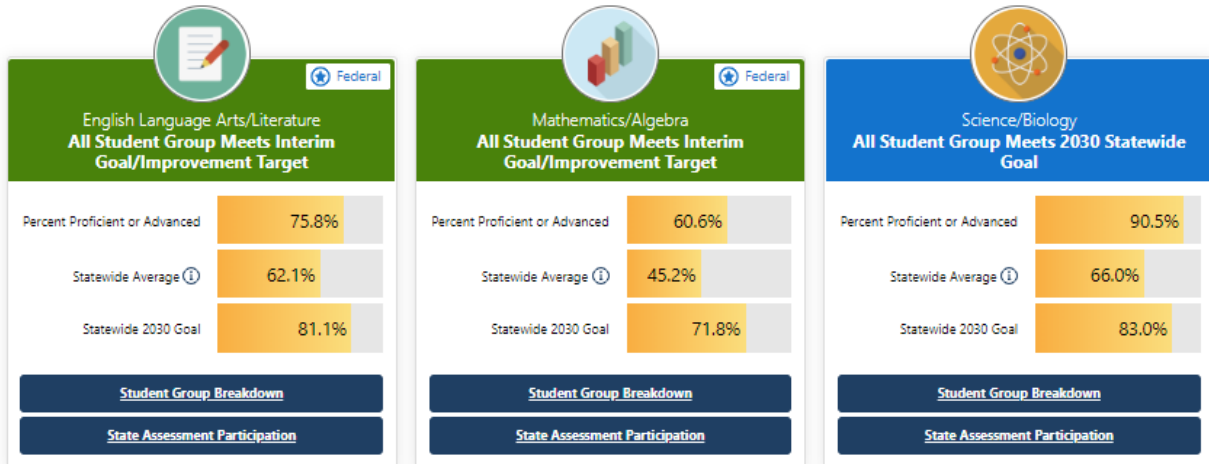 Federal
English Language Arts/Literature
All Student Group Meets Interim
Goal/Improvement Target
Percent Proficient or Advanced 75.8%
Statewide Average 62.1%
Statewide 2030 Goal 81.1%
Student Group Breakdown
State Assessment Participation
Federal
Mathematics/Algebra
All Student Group Meets Interim
Goal/Improvement Target
Percent Proficient or Advanced 60.6%
Statewide Average 45.2%
Statewide 2030 Goal 71.8%
Student Group Breakdown
State Assessment Participation
Science/Biology
All Student Group Meets 2030 Statewide
Goal
Percent Proficient or Advanced 90.5%
Statewide Average 66.0%
Statewide 2030 Goal 83.0%
Student Group Breakdown
State Assessment Participation